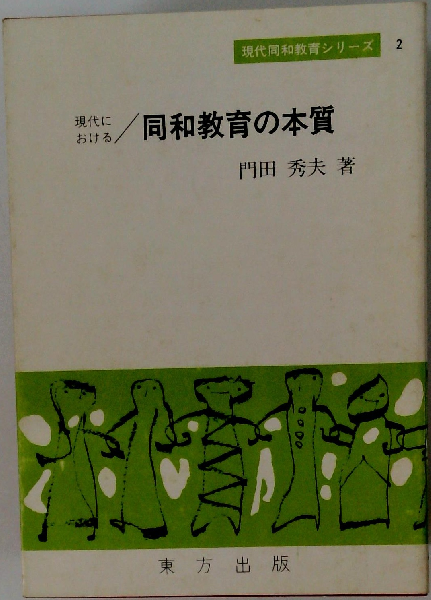 現代同和教育シリーズ 2
現代に
おける
同和教育の本質
門田 秀夫 著
東方出版